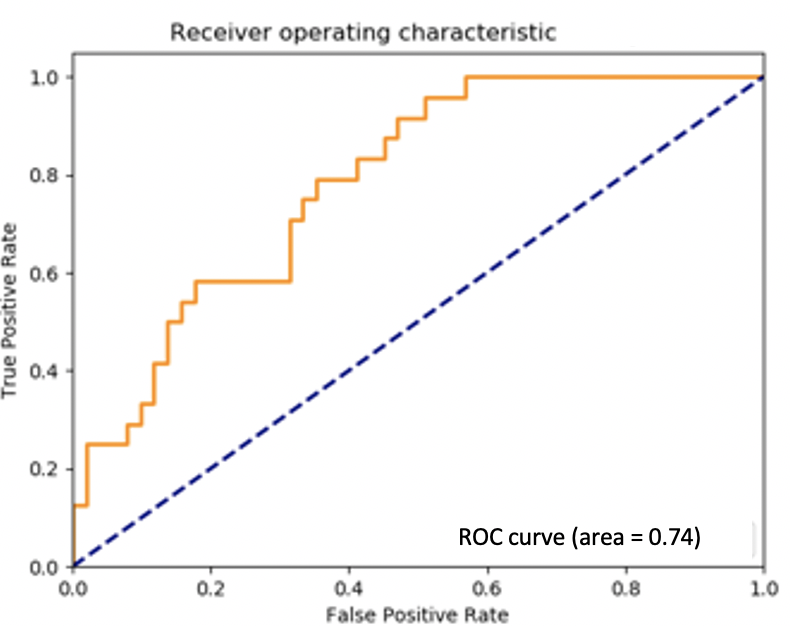 Receiver operating characteristic
1.0
0.8
0.6
0.4
0.2
0.0
True Positive Rate
ROC curve (area = 0.74)
0.0 0.2 0.4 0.6 0.8 1.0
False Positive Rate